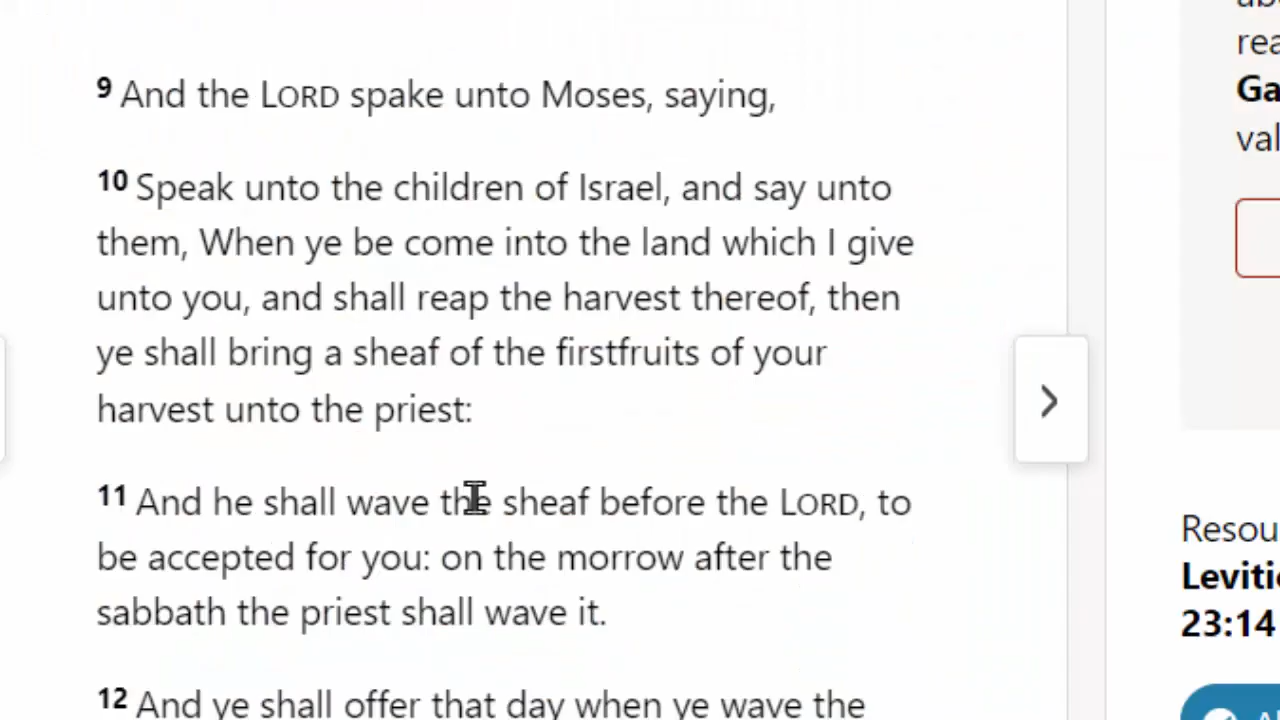 9 And the LORD spake unto Moses, saying,
10 Speak unto the children of Israel, and say unto
them, When ye be come into the land which I give
unto you, and shall reap the harvest thereof, then
ye shall bring a sheaf of the firstfruits of your
harvest unto the priest:
11 And he shall wave the sheaf before the LORD, to
be accepted for you: on the morrow after the
sabbath the priest shall wave it.
12 And ye shall offer that day when ye wave the
rea
Ga
val
Resou
Leviti
23:14